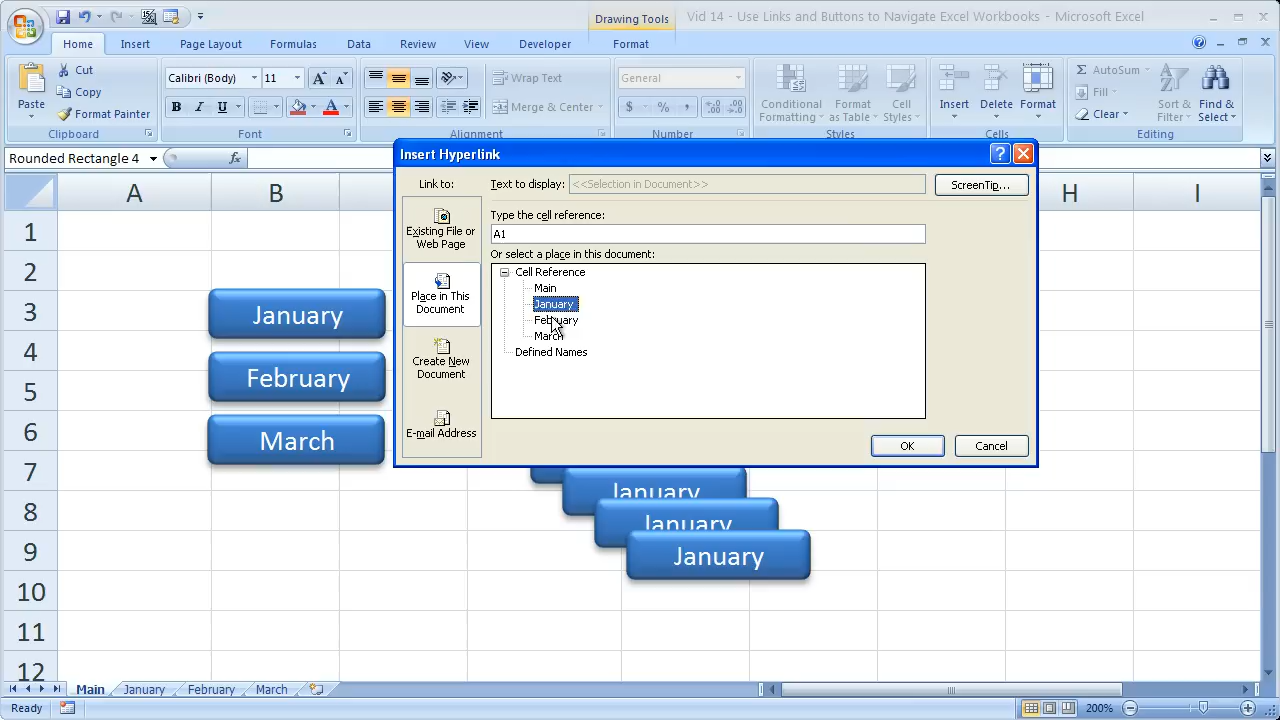 Drawing Tools
Vid 14 - Use Links and Buttons to Navigate Excel Workbooks - Microsoft Excel
Home Insert Page Layout Formulas Data Review View Developer Format
Paste
Cut
Copy
Format Painter
Clipboard
Calibri (Body) 11
B I U
Font
Wrap Text
Merge & Center
Alignment
General
$ % ,
Number
Conditional Formatting
Format as Table
Cell Styles
Styles
Insert
Delete
Format
Cells
AutoSum
Fill
Clear
Sort & Filter
Find & Select
Editing
Rounded Rectangle 4
fx
Insert Hyperlink
Link to:
Text to display: <<Selection in Document>>
ScreenTip...
Existing File or
Web Page
Place in This
Document
Create New
Document
E-mail Address
Type the cell reference:
A1
Or select a place in this document:
Cell Reference
Main
January
February
March
Defined Names
OK Cancel
A B H I
1
2
3
4
5
6
7
8
9
10
11
12
January
February
March
January
January
January
Main January February March
Ready
200%